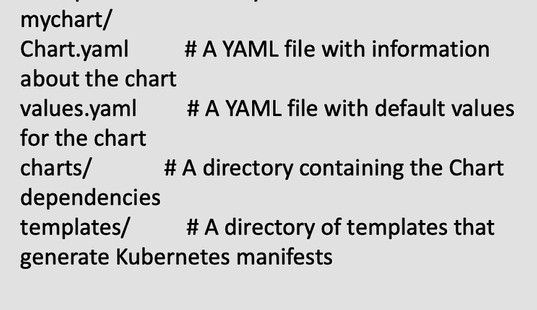 mychart/
Chart.yaml # A YAML file with information
about the chart
values.yaml # A YAML file with default values
for the chart
charts/ # A directory containing the Chart
dependencies
templates/ # A directory of templates that
generate Kubernetes manifests